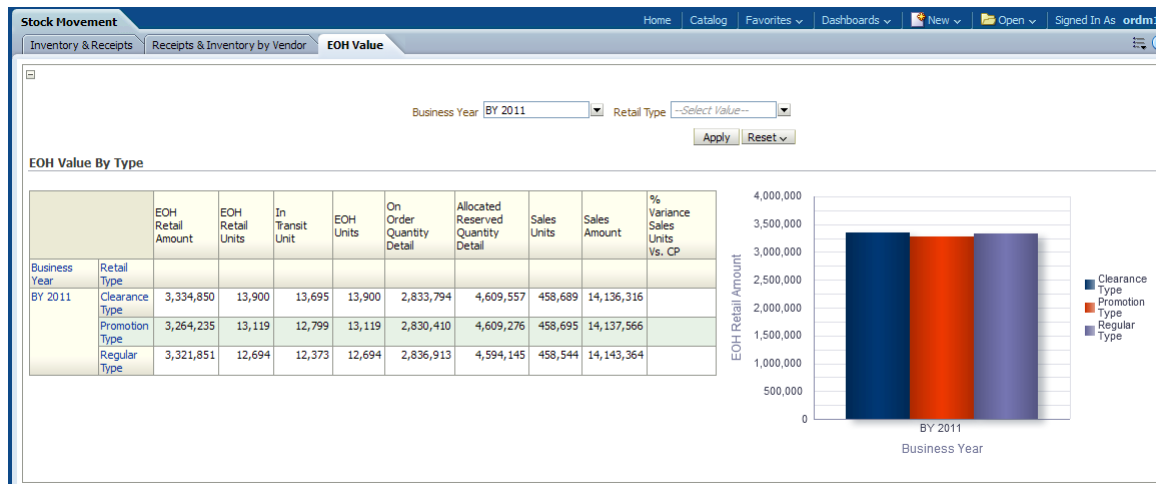 Stock Movement
Home Catalog Favorites Dashboards New Open Signed In As ordm1
Inventory & Receipts Receipts & Inventory by Vendor EOH Value
Business Year BY 2011 Retail Type --Select Value--
Apply Reset
EOH Value By Type
EOH Retail Amount EOH Retail Units In Transit Unit EOH Units On Order Quantity Detail Allocated Reserved Quantity Detail Sales Units Sales Amount % Variance Sales Units Vs. CP
Business Year Retail Type
BY 2011 Clearance Type 3,334,850 13,900 13,695 13,900 2,833,794 4,609,557 458,689 14,136,316
Promotion Type 3,264,235 13,119 12,799 13,119 2,830,410 4,609,276 458,695 14,137,566
Regular Type 3,321,851 12,694 12,373 12,694 2,836,913 4,594,145 458,544 14,143,364
EOH Retail Amount
4,000,000
3,500,000
3,000,000
2,500,000
2,000,000
1,500,000
1,000,000
500,000
0
BY 2011
Business Year
Clearance Type
Promotion Type
Regular Type